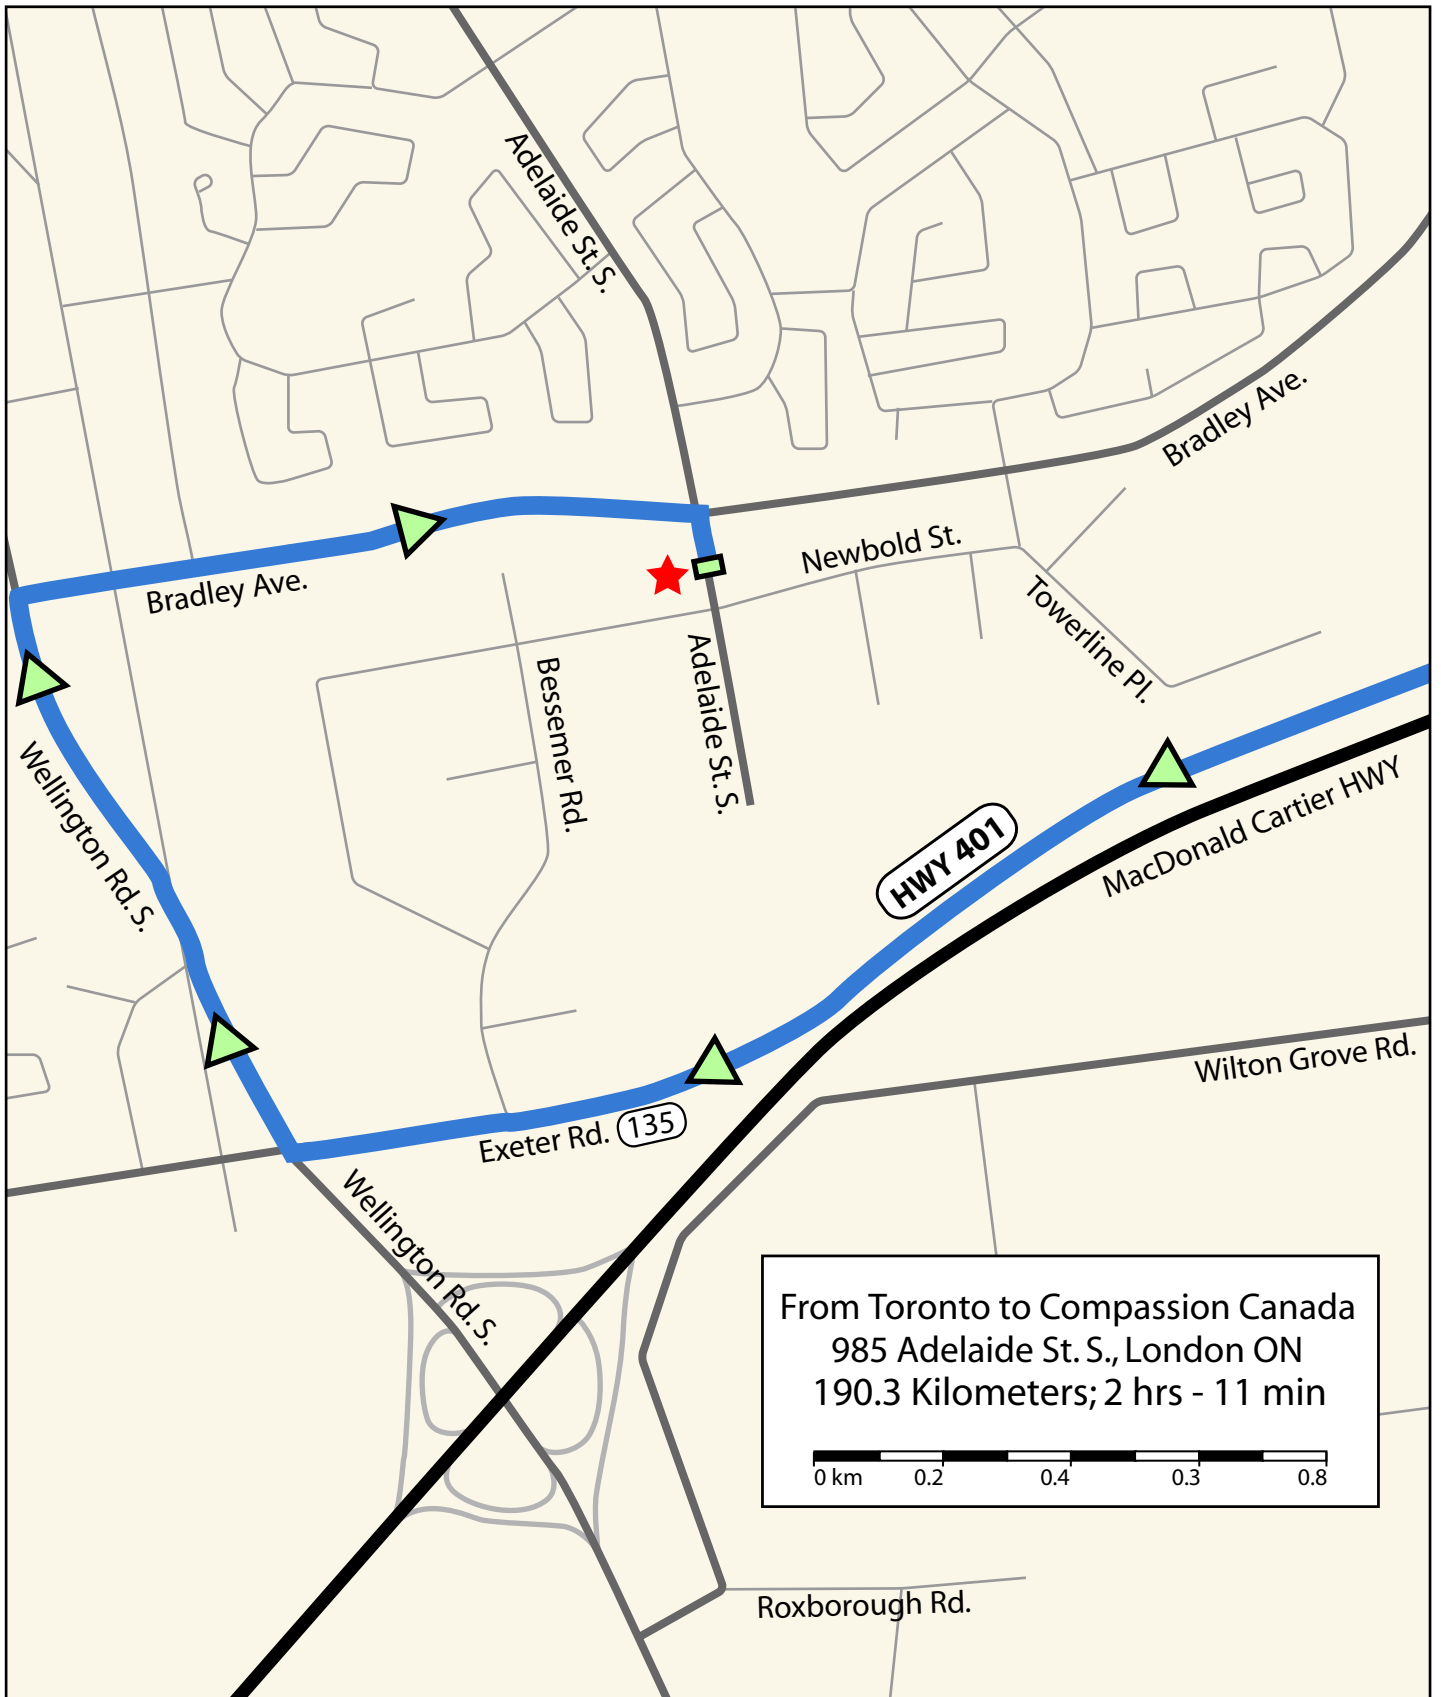 Adelaide St. S.
Bradley Ave.
Newbold St.
Bradley Ave.
Towerline Pl.
Adelaide St. S.
Bessemer Rd.
Wellington Rd. S.
HWY 401
MacDonald Cartier HWY
Wilton Grove Rd.
Exeter Rd. 135
Wellington Rd. S.
From Toronto to Compassion Canada
985 Adelaide St. S., London ON
190.3 Kilometers; 2 hrs - 11 min
0 km 0.2 0.4 0.3 0.8
Roxborough Rd.